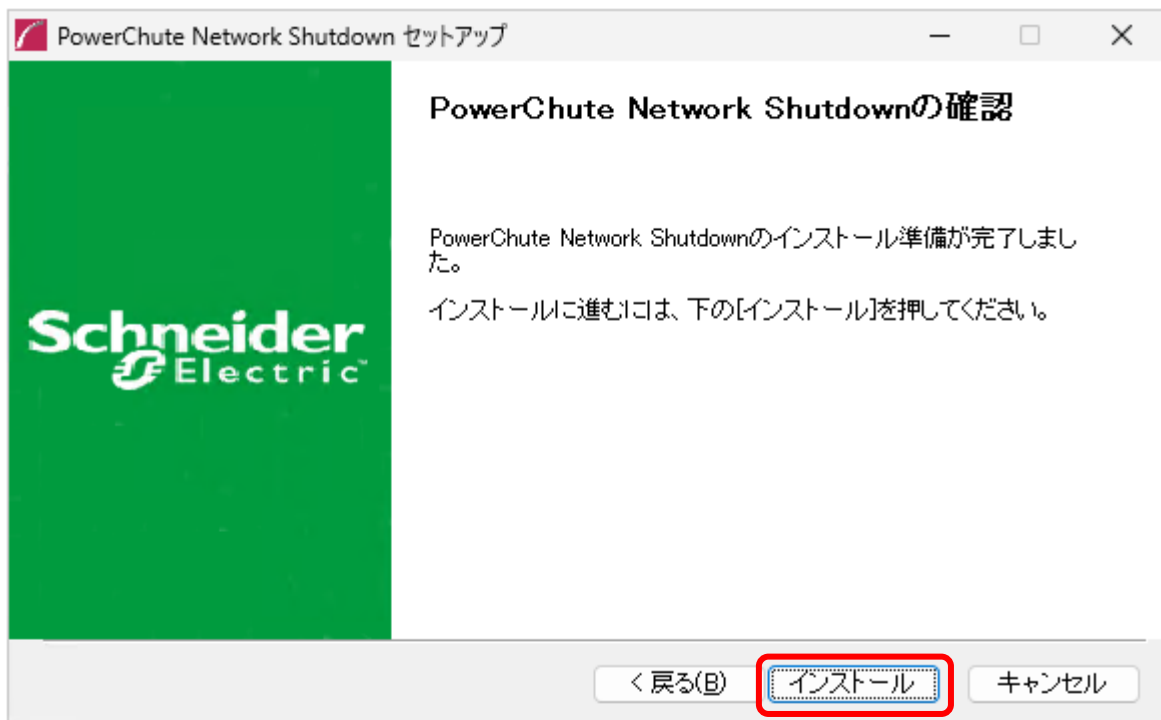 PowerChute Network Shutdown セットアップ
PowerChute Network Shutdownの確認
PowerChute Network Shutdownのインストール準備が完了しまし
た。
インストールに進むには、下の[インストール]を押してください。
Schneider
Electric™
< 戻る(B)
インストール
キャンセル